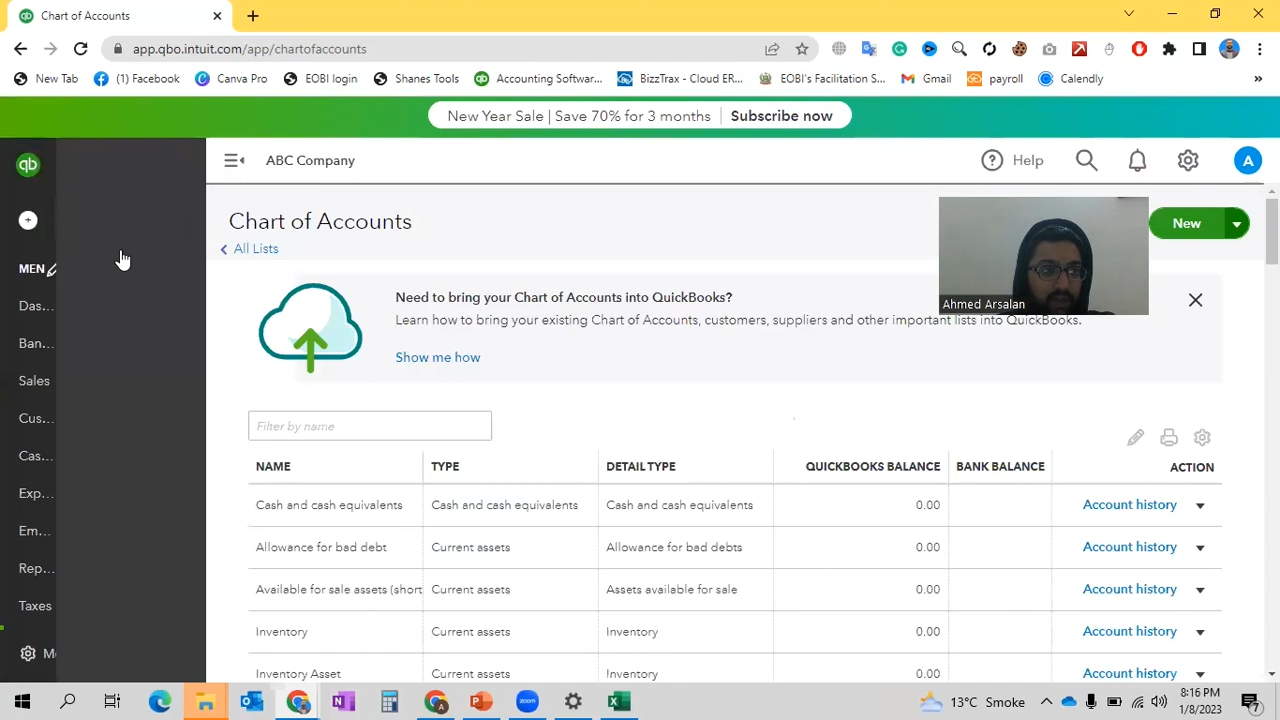 Chart of Accounts
app.qbo.intuit.com/app/chartofaccounts
New Tab (1) Facebook Canva Pro EOBI login Shanes Tools Accounting Softwar... BizzTrax - Cloud ER... EOBI's Facilitation S... Gmail payroll Calendly »
New Year Sale | Save 70% for 3 months Subscribe now
qb ABC Company Help A
Chart of Accounts New
All Lists
MEN
Das...
Ban...
Sales
Cus...
Cas...
Exp...
Em...
Rep...
Taxes
Need to bring your Chart of Accounts into QuickBooks?
Learn how to bring your existing Chart of Accounts, customers, suppliers and other important lists into QuickBooks.
Show me how
Ahmed Arsalan
Filter by name
NAME TYPE DETAIL TYPE QUICKBOOKS BALANCE BANK BALANCE ACTION
Cash and cash equivalents Cash and cash equivalents Cash and cash equivalents 0.00 Account history
Allowance for bad debt Current assets Allowance for bad debts 0.00 Account history
Available for sale assets (short Current assets Assets available for sale 0.00 Account history
Inventory Current assets Inventory 0.00 Account history
Inventory Asset Current assets Inventory 0.00 Account history
13°C Smoke 8:16 PM
1/8/2023 7